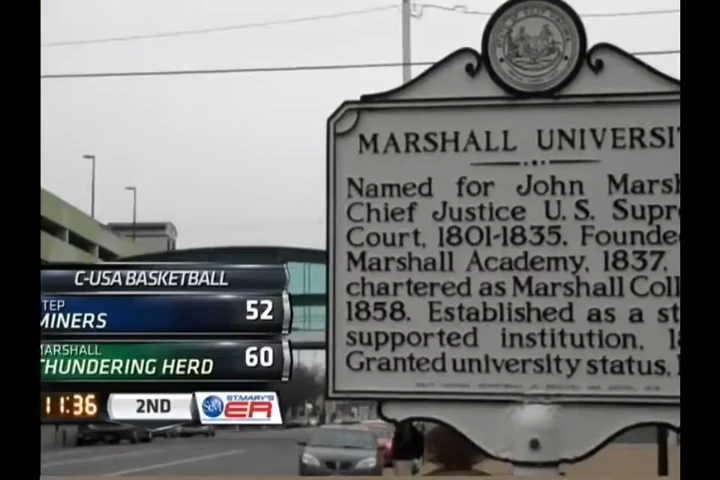 MARSHALL UNIVERSI
Named for John Marsh
Chief Justice U.S. Supre
Court, 1801-1835. Founde
Marshall Academy, 1837.
chartered as Marshall Coll
1858. Established as a st
supported institution, 1
Granted university status,
C-USA BASKETBALL
TEP
MINERS 52
MARSHALL
THUNDERING HERD 60
11:36 2ND ST.MARY'S
ER